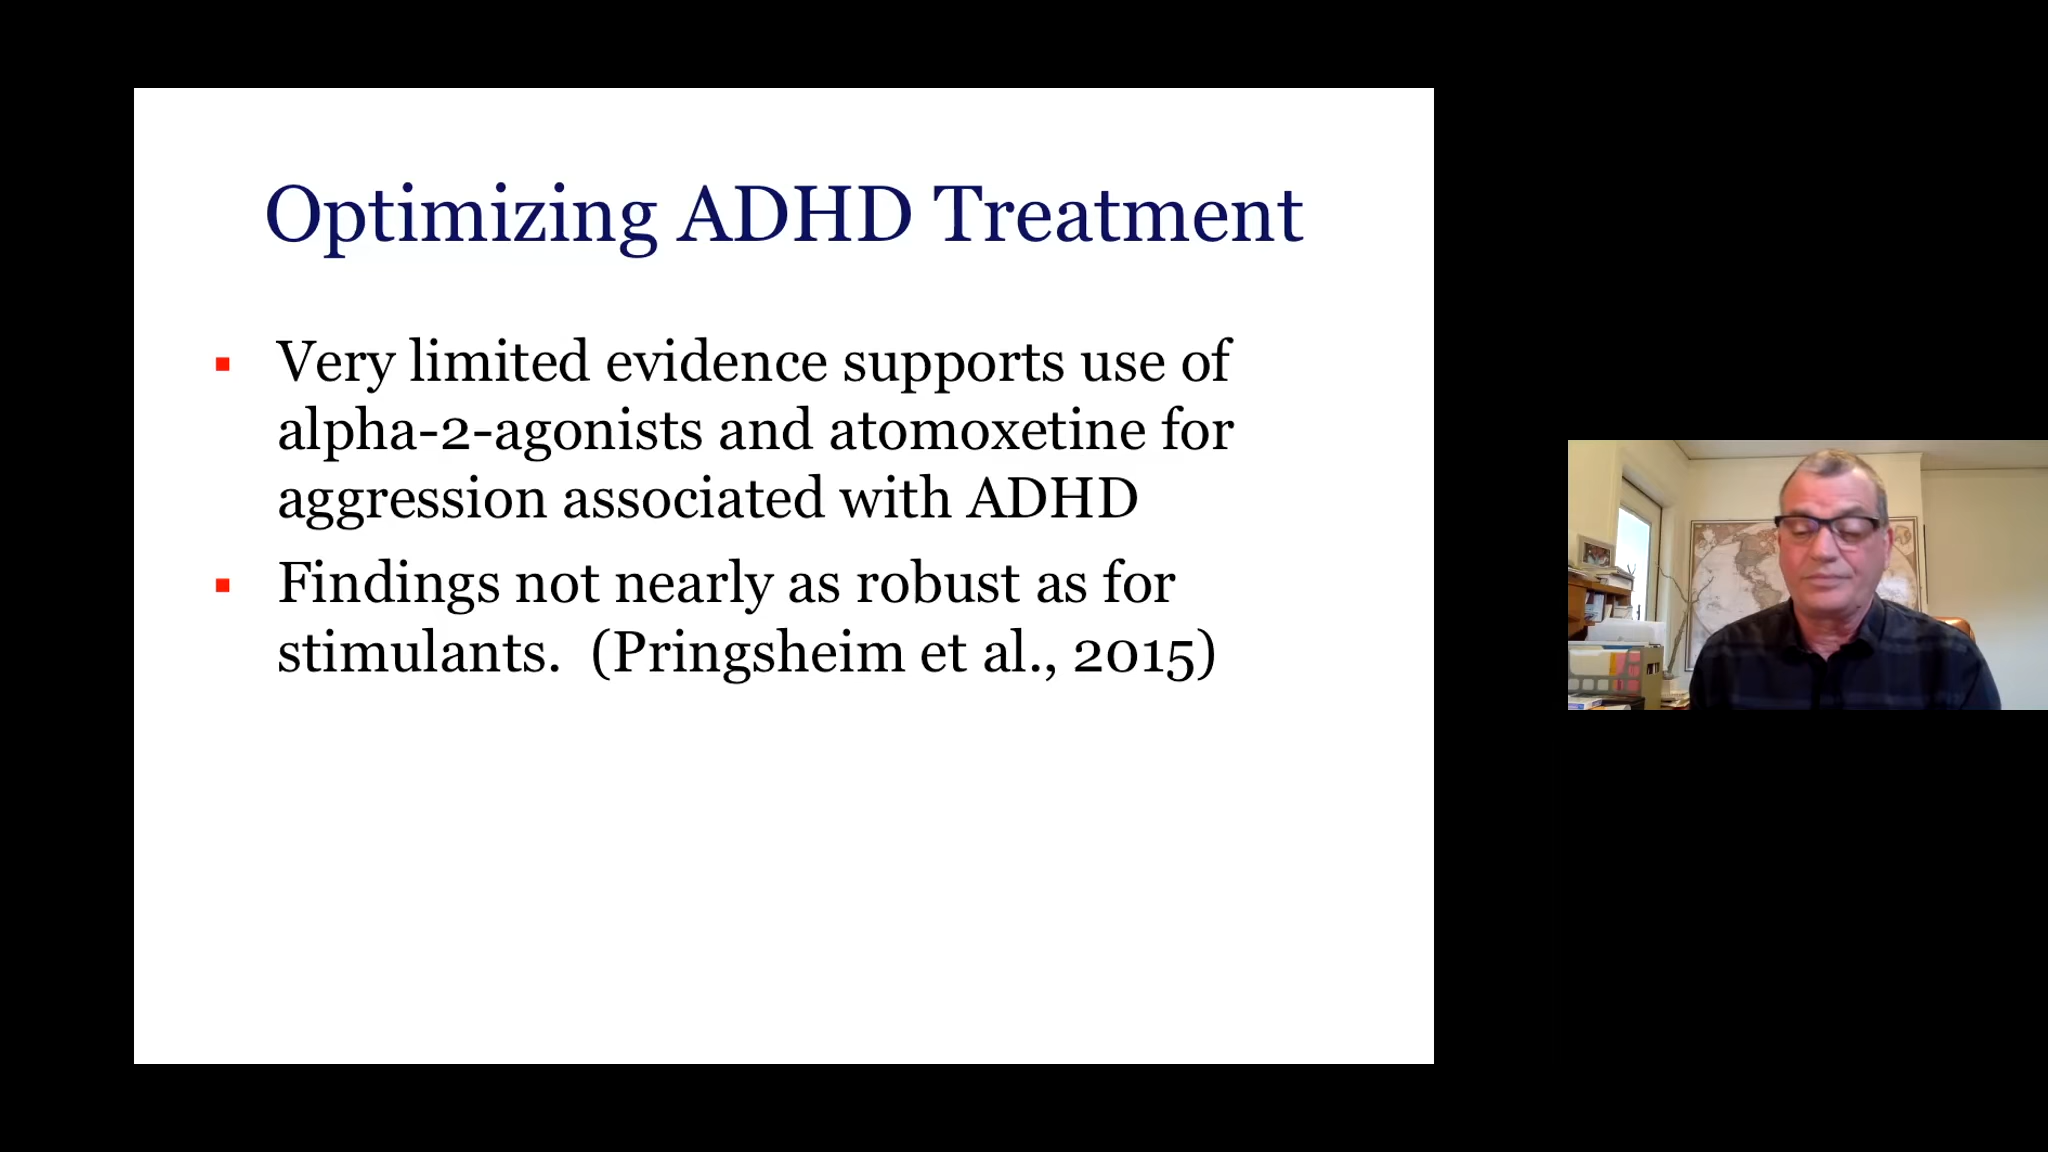 Optimizing ADHD Treatment
▪ Very limited evidence supports use of
alpha-2-agonists and atomoxetine for
aggression associated with ADHD
▪ Findings not nearly as robust as for
stimulants.  (Pringsheim et al., 2015)